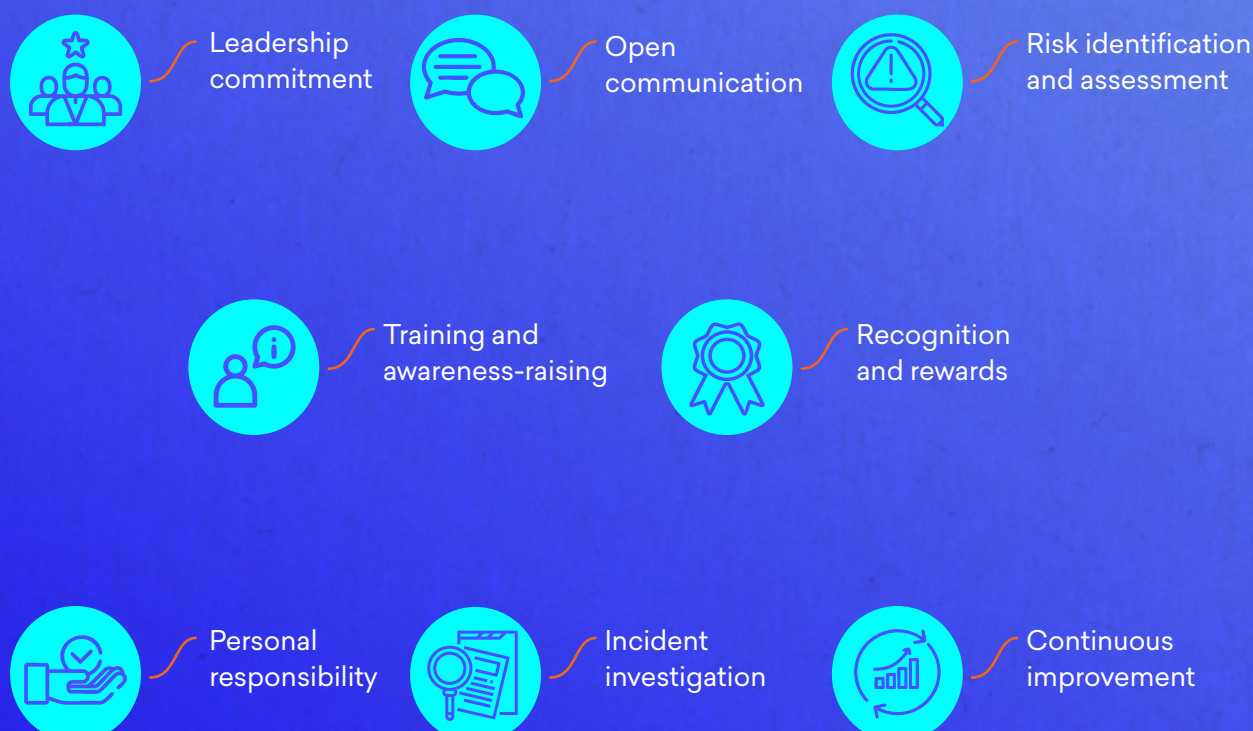 Leadership
commitment
Open
communication
Risk identification
and assessment
Training and
awareness-raising
Recognition
and rewards
Personal
responsibility
Incident
investigation
Continuous
improvement